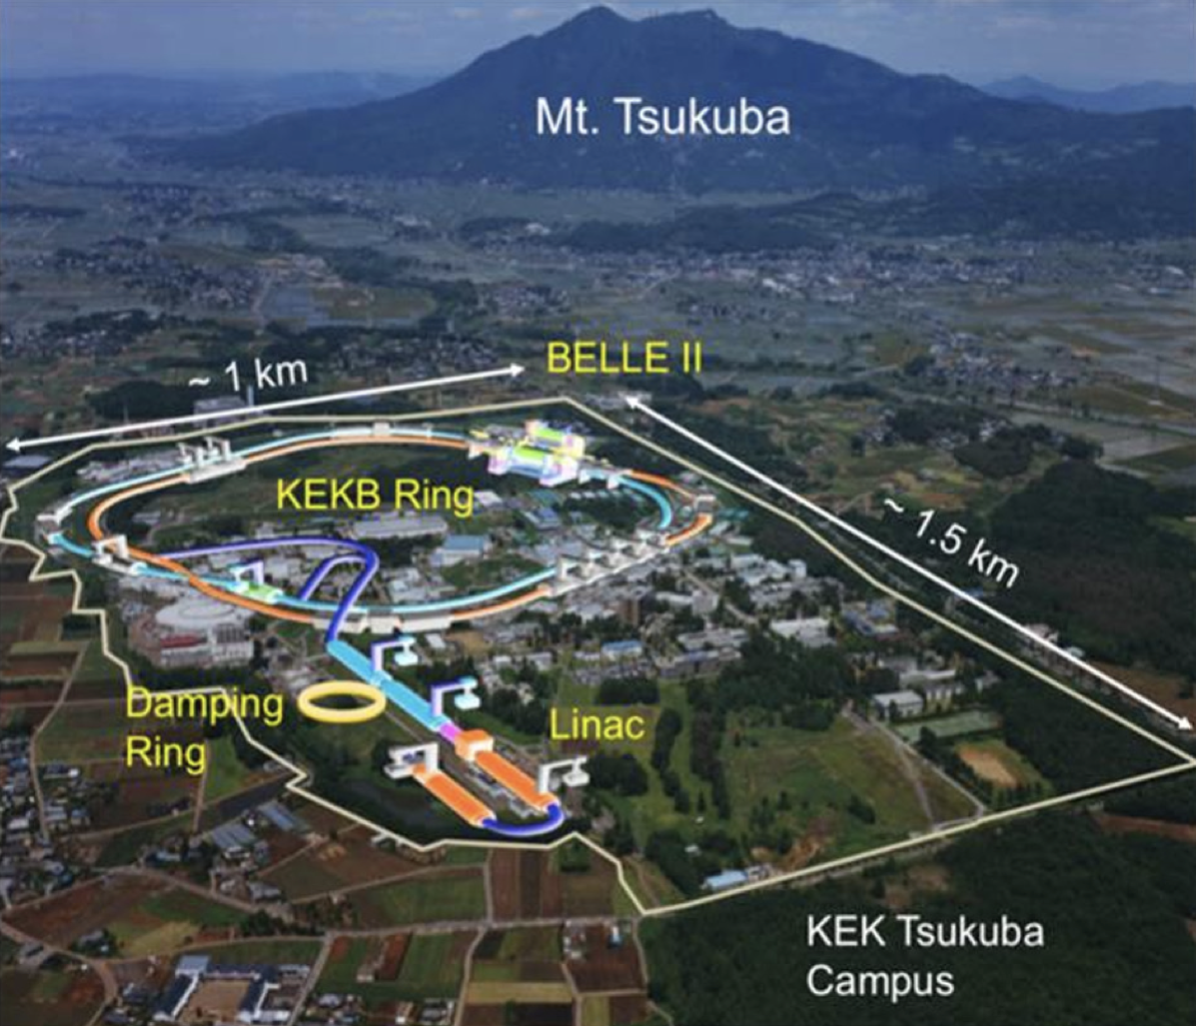 Mt. Tsukuba
BELLE II
~ 1 km
KEKB Ring
~ 1.5 km
Damping
Ring
Linac
KEK Tsukuba
Campus